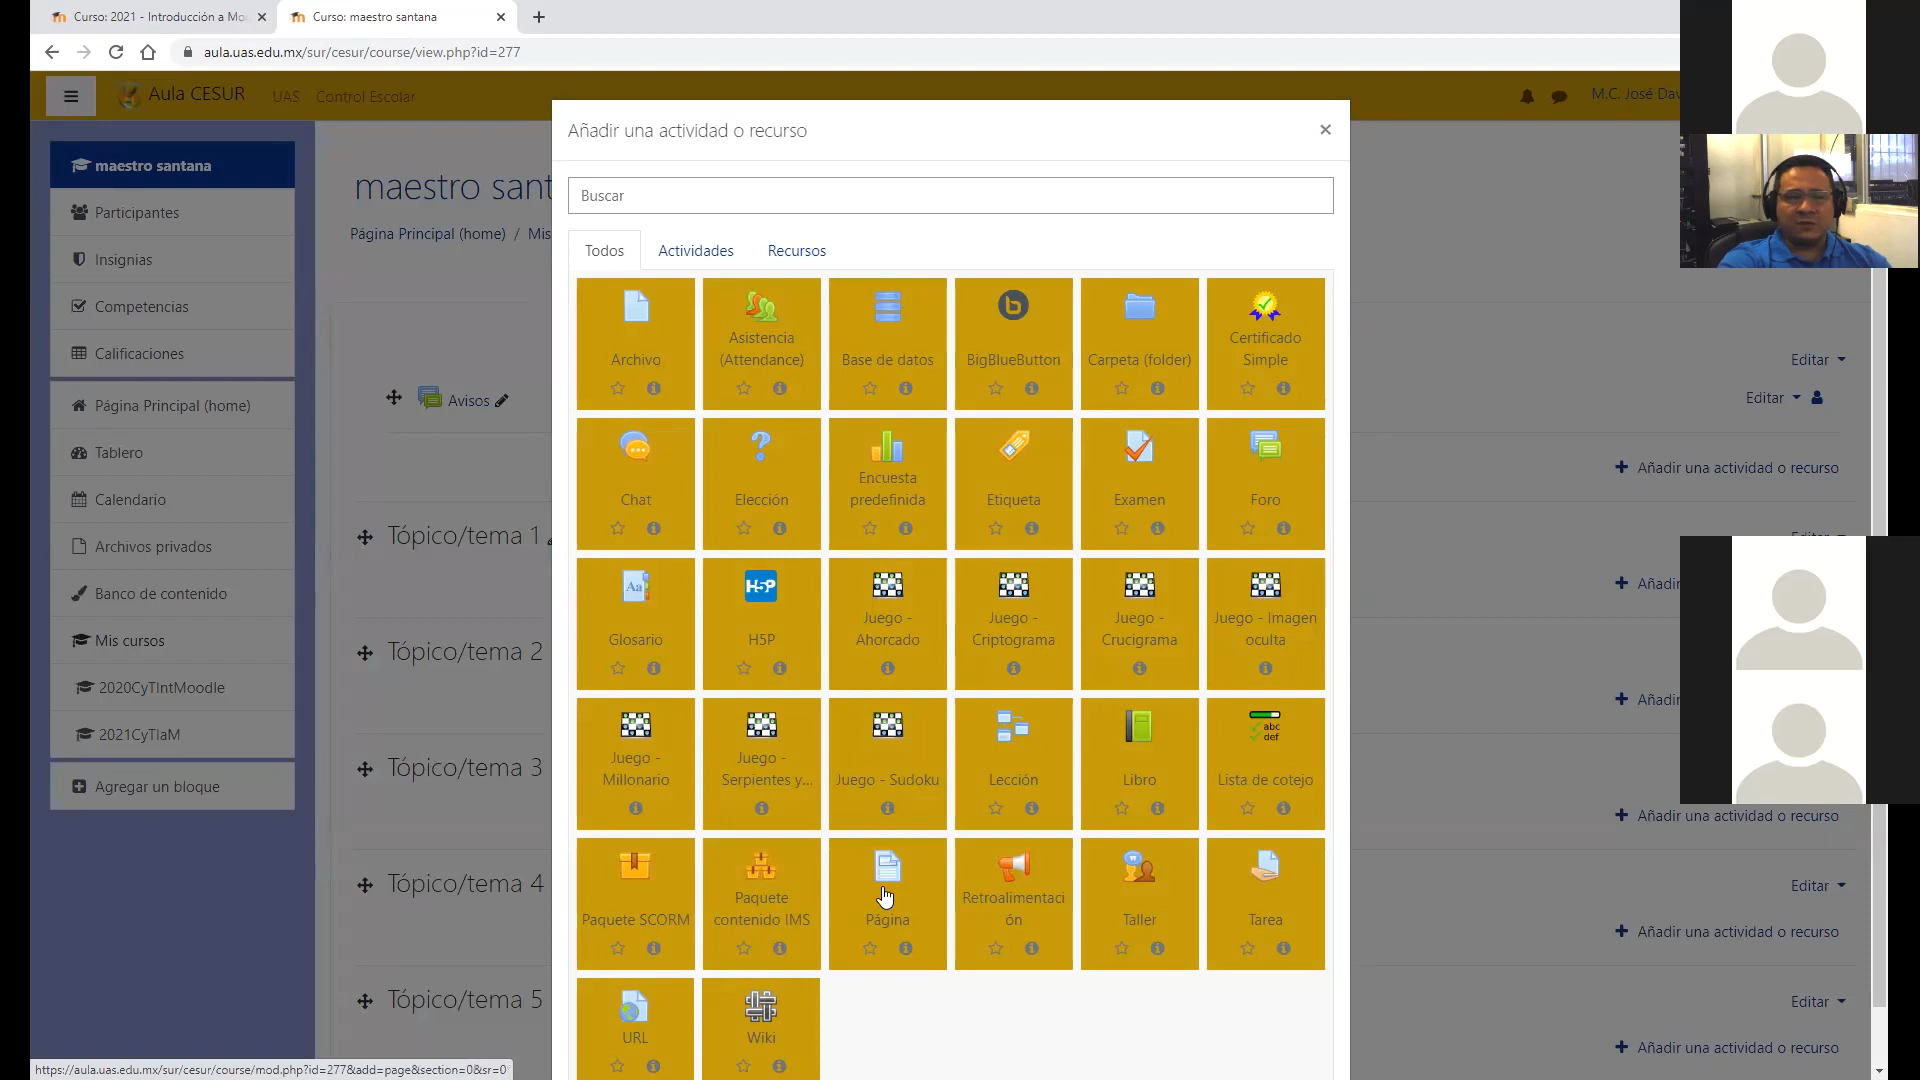 Curso: 2021 - Introducción a Mo
Curso: maestro santana
aula.uas.edu.mx/sur/cesur/course/view.php?id=277
Aula CESUR
UAS
Control Escolar
M.C. José Dav
maestro santana
Participantes
Insignias
Competencias
Calificaciones
Página Principal (home)
Tablero
Calendario
Archivos privados
Banco de contenido
Mis cursos
2020CyTIntMoodle
2021CyTIaM
Agregar un bloque
maestro sant
Página Principal (home) / Mis
Avisos
Tópico/tema 1
Tópico/tema 2
Tópico/tema 3
Tópico/tema 4
Tópico/tema 5
Añadir una actividad o recurso
Buscar
Todos
Actividades
Recursos
Archivo
Asistencia
(Attendance)
Base de datos
BigBlueButton
Carpeta (folder)
Certificado
Simple
Chat
Elección
Encuesta
predefinida
Etiqueta
Examen
Foro
Aa
Glosario
H5P
H5P
Juego -
Ahorcado
Juego -
Criptograma
Juego -
Crucigrama
Juego - Imagen
oculta
Juego -
Millonario
Juego -
Serpientes y...
Juego - Sudoku
Lección
Libro
abc
def
Lista de cotejo
Paquete SCORM
Paquete
contenido IMS
Página
Retroalimentaci
ón
Taller
Tarea
URL
Wiki
Editar
Editar
Añadir una actividad o recurso
Editar
Añadir
Añadir
Añadir una actividad o recurso
Editar
Añadir una actividad o recurso
Editar
Añadir una actividad o recurso
https://aula.uas.edu.mx/sur/cesur/course/mod.php?id=277&add=page&section=0&sr=0